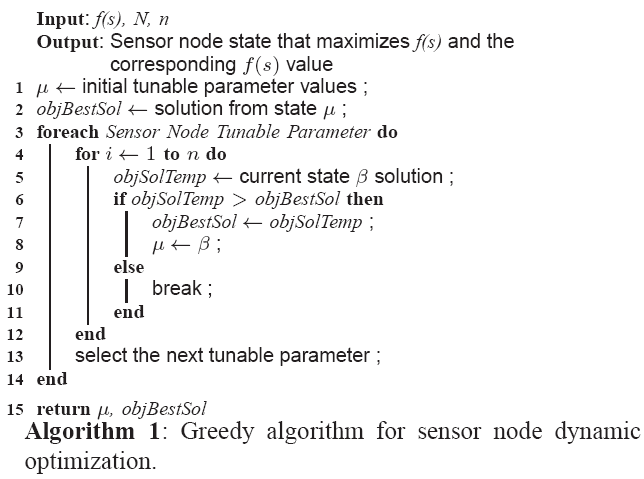 Input: f(s), N, n
Output: Sensor node state that maximizes f(s) and the
corresponding f(s) value
1 μ ← initial tunable parameter values ;
2 objBestSol ← solution from state μ ;
3 foreach Sensor Node Tunable Parameter do
4 for i ← 1 to n do
5 objSolTemp ← current state β solution ;
6 if objSolTemp > objBestSol then
7 objBestSol ← objSolTemp ;
8 μ ← β ;
9 else
10 break ;
11 end
12 end
13 select the next tunable parameter ;
14 end
15 return μ, objBestSol
Algorithm 1: Greedy algorithm for sensor node dynamic
optimization.